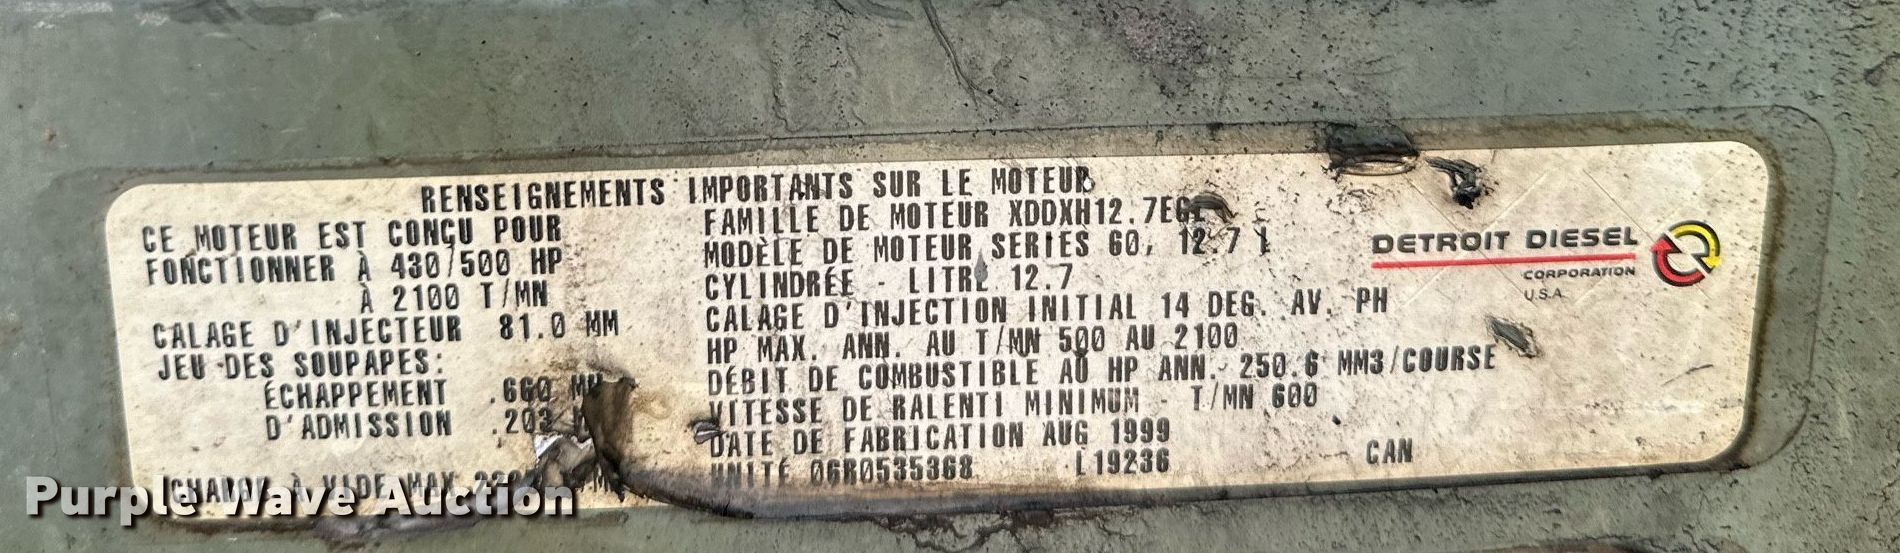 RENSEIGNEMENTS IMPORTANTS SUR LE MOTEUR
CE MOTEUR EST CONÇU POUR
FONCTIONNER À 430/500 HP
À 2100 T/MN
CALAGE D'INJECTEUR 81.0 MM
JEU DES SOUPAPES:
ÉCHAPPEMENT .660
D'ADMISSION .203
CHARGE À VIDE MAX
FAMILLE DE MOTEUR
MODÈLE DE MOTEUR SERIES 60, 12.7 L
CYLINDRÉE - LITRE 12.7
CALAGE D'INJECTION INITIAL 14 DEG. AV. PH
HP MAX. ANN. AU T/MN 500 AU 2100
DÉBIT DE COMBUSTIBLE AU HP ANN. 250.6 MM3/COURSE
VITESSE DE RALENTI MINIMUM - T/MN 600
DATE DE FABRICATION AUG 1999
UNITÉ 06R0535368 L19236 CAN
DETROIT DIESEL
CORPORATION
U.S.A.
Purple Wave Auction